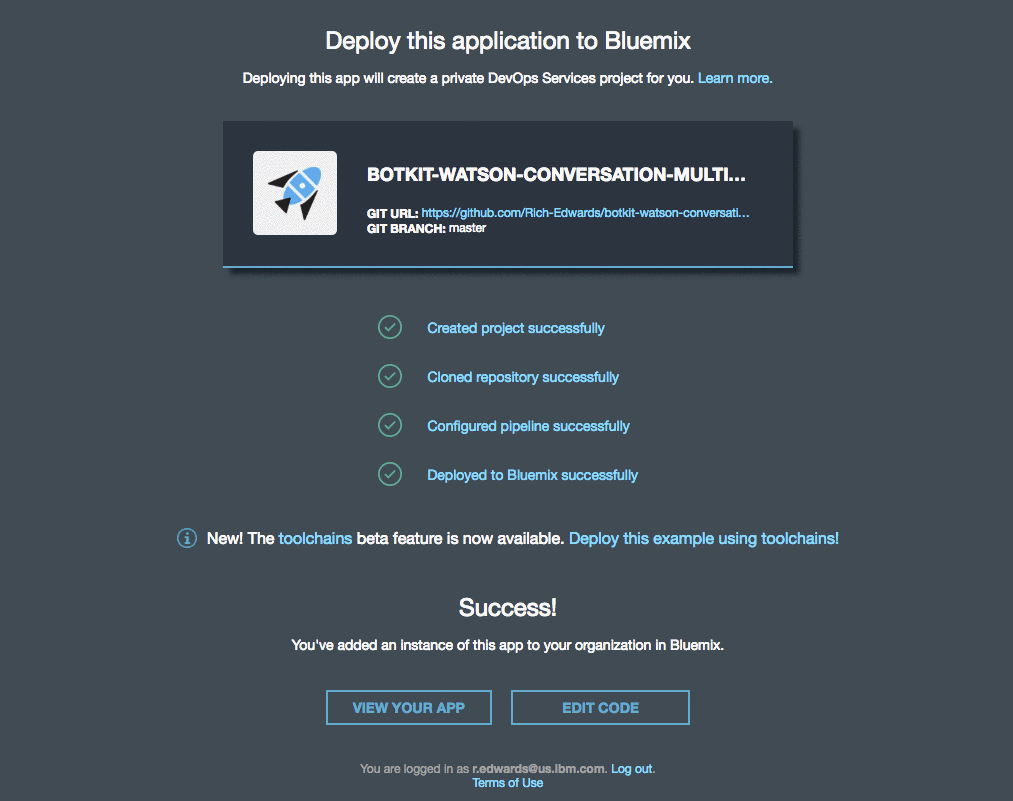 Deploy this application to Bluemix
Deploying this app will create a private DevOps Services project for you. Learn more.
BOTKIT-WATSON-CONVERSATION-MULTI...
GIT URL: https://github.com/Rich-Edwards/botkit-watson-conversati...
GIT BRANCH: master
Created project successfully
Cloned repository successfully
Configured pipeline successfully
Deployed to Bluemix successfully
New! The toolchains beta feature is now available. Deploy this example using toolchains!
Success!
You've added an instance of this app to your organization in Bluemix.
VIEW YOUR APP
EDIT CODE
You are logged in as r.edwards@us.ibm.com. Log out.
Terms of Use